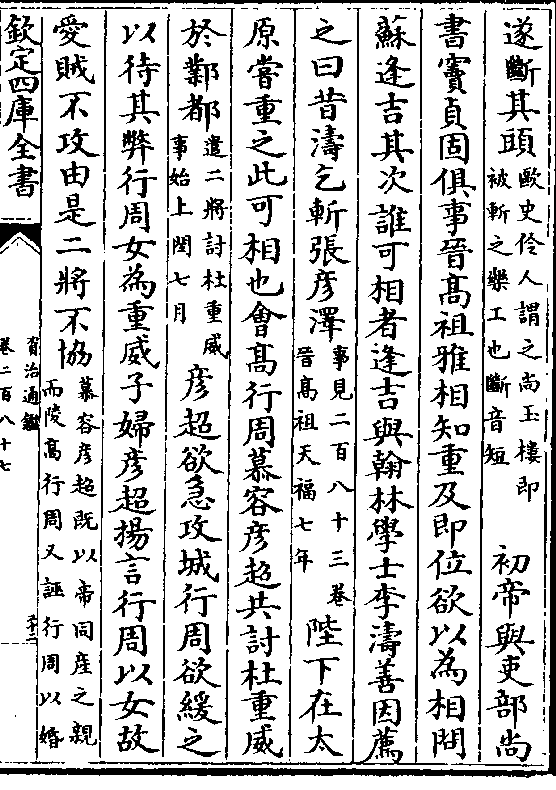 遂斷其頭歐史伶人謂之尚玉樓即被斬之樂工也斷音短　初帝與吏部尚
書竇貞固俱事晉髙祖雅相知重及即位欲以為相問
蘇逢吉其次誰可相者逢吉與翰林學士李濤善因薦
之曰昔濤乞斬張彦澤事見二百八十三卷晉髙祖天福七年陛下在太
原嘗重之此可相也會髙行周慕容彦超共討杜重威
於鄴都遣二將討杜重威事始上閏七月彦超欲急攻城行周欲緩之
以待其弊行周女為重威子婦彦超揚言行周以女故
愛賊不攻由是二將不協慕容彦超既以帝同産之親而陵髙行周又誣行周以婚
欽定四庫全書
資治通鑑
卷二百八十七